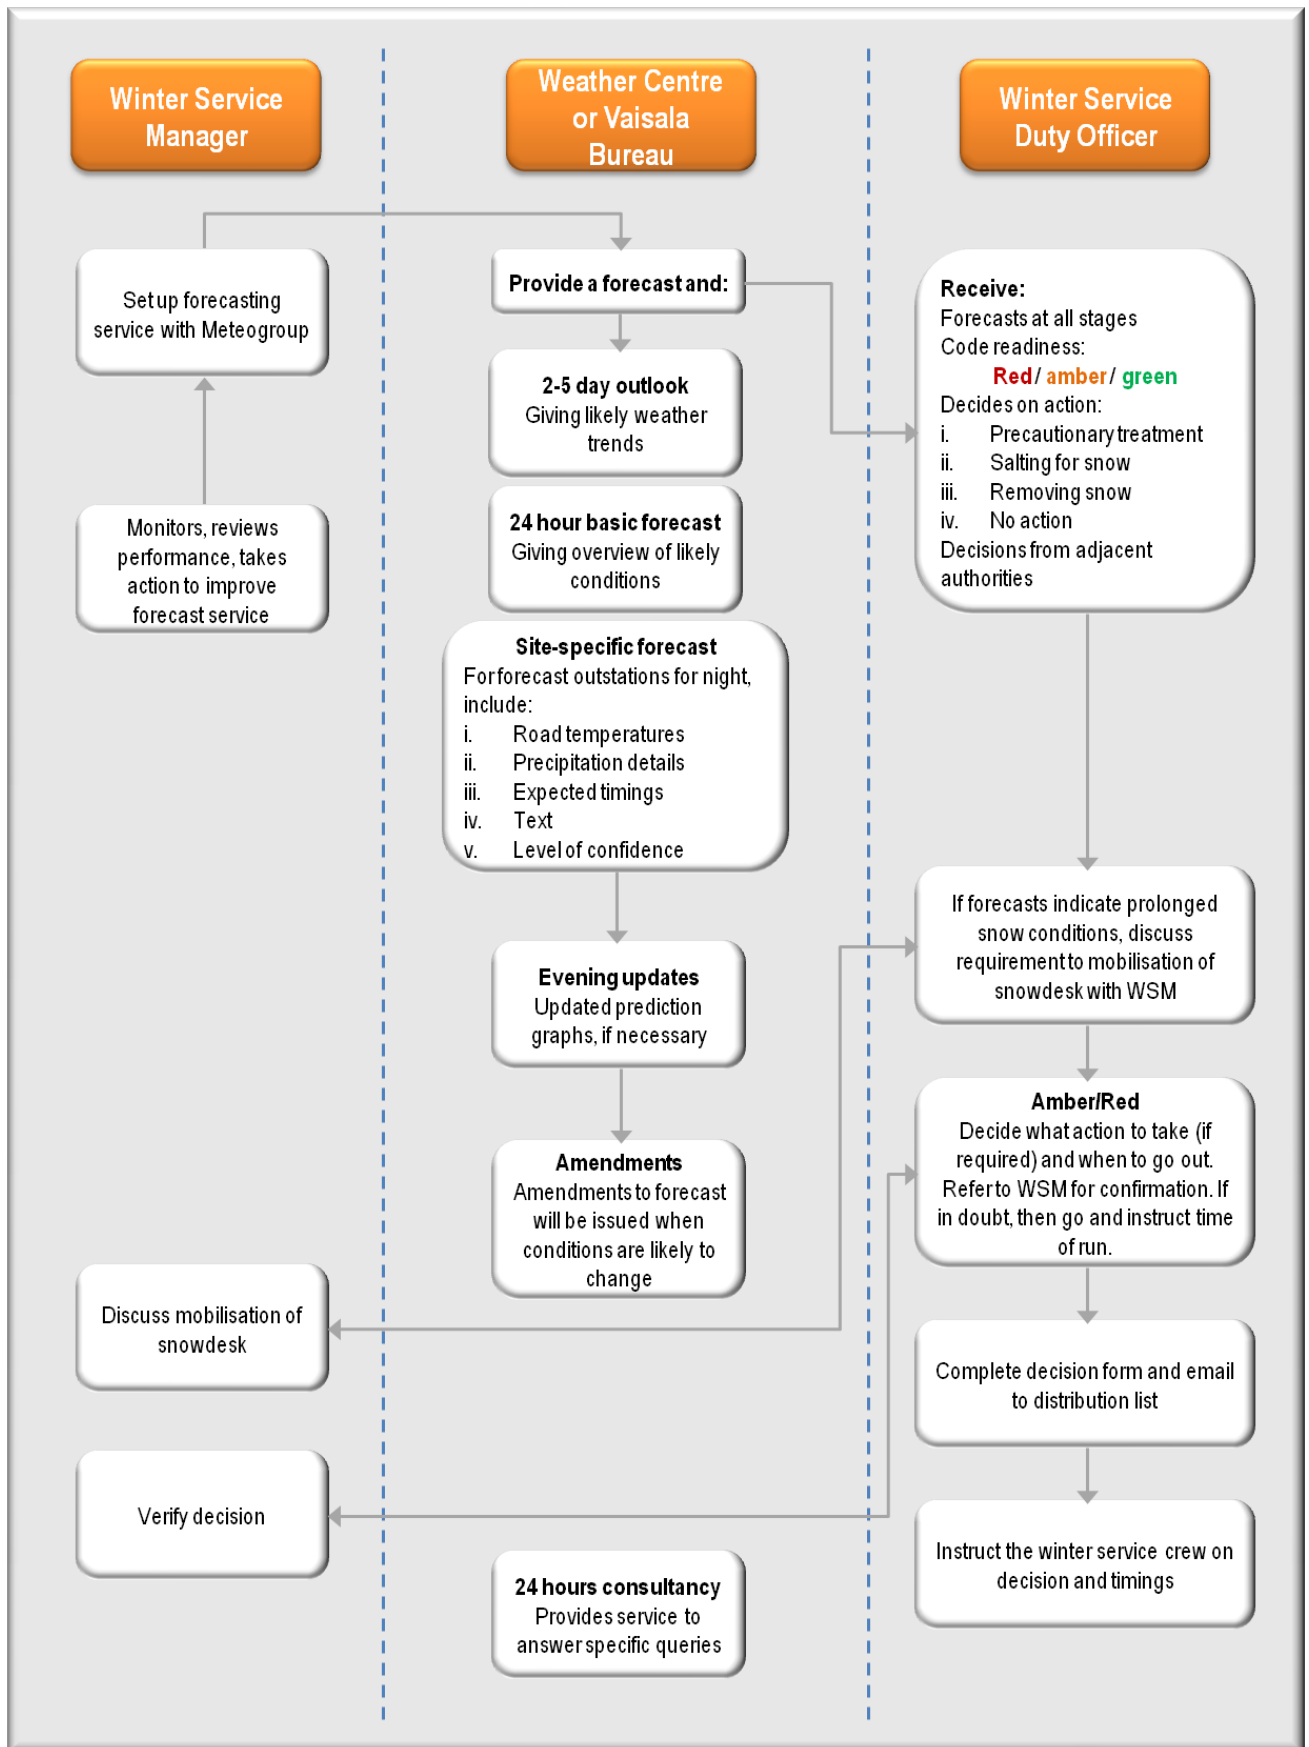 Winter Service
Manager
Weather Centre
or Vaisala
Bureau
Winter Service
Duty Officer
Set up forecasting
service with Meteogroup
Monitors, reviews
performance, takes
action to improve
forecast service
Discuss mobilisation of
snowdesk
Verify decision
Provide a forecast and:
2-5 day outlook
Giving likely weather
trends
24 hour basic forecast
Giving overview of likely
conditions
Site-specific forecast
For forecast outstations for night,
include:
i. Road temperatures
ii. Precipitation details
iii. Expected timings
iv. Text
v. Level of confidence
Evening updates
Updated prediction
graphs, if necessary
Amendments
Amendments to forecast
will be issued when
conditions are likely to
change
24 hours consultancy
Provides service to
answer specific queries
Receive:
Forecasts at all stages
Code readiness:
Red / amber / green
Decides on action:
i. Precautionary treatment
ii. Salting for snow
iii. Removing snow
iv. No action
Decisions from adjacent
authorities
If forecasts indicate prolonged
snow conditions, discuss
requirement to mobilisation of
snowdesk with WSM
Amber/Red
Decide what action to take (if
required) and when to go out.
Refer to WSM for confirmation. If
in doubt, then go and instruct time
of run.
Complete decision form and email
to distribution list
Instruct the winter service crew on
decision and timings